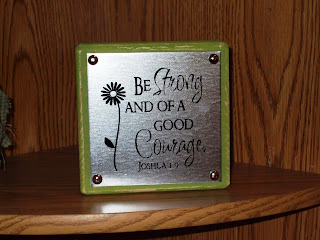 Be Strong
and of a
good
Courage.
Joshua 1:9